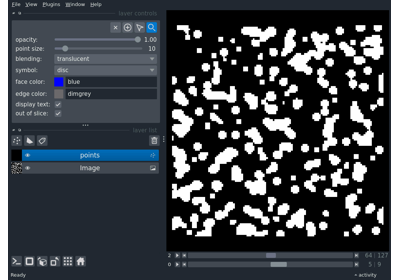 File View Plugins Window Help
layer controls
opacity: 1.00
point size: 10
blending: translucent
symbol: disc
face color: blue
edge color: dimgrey
display text:
out of slice:
layer list
points
Image
2 64 127
0 5 9
Ready activity